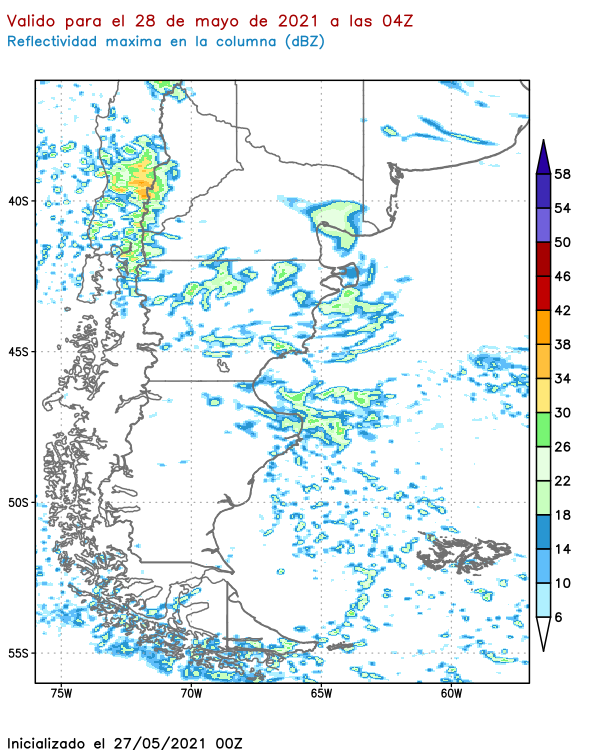 Valido para el 28 de mayo de 2021 a las 04Z
Reflectividad maxima en la columna (dBZ)
58
54
50
46
42
38
34
30
26
22
18
14
10
6
40S
45S
50S
55S
75W 70W 65W 60W
Inicializado el 27/05/2021 00Z